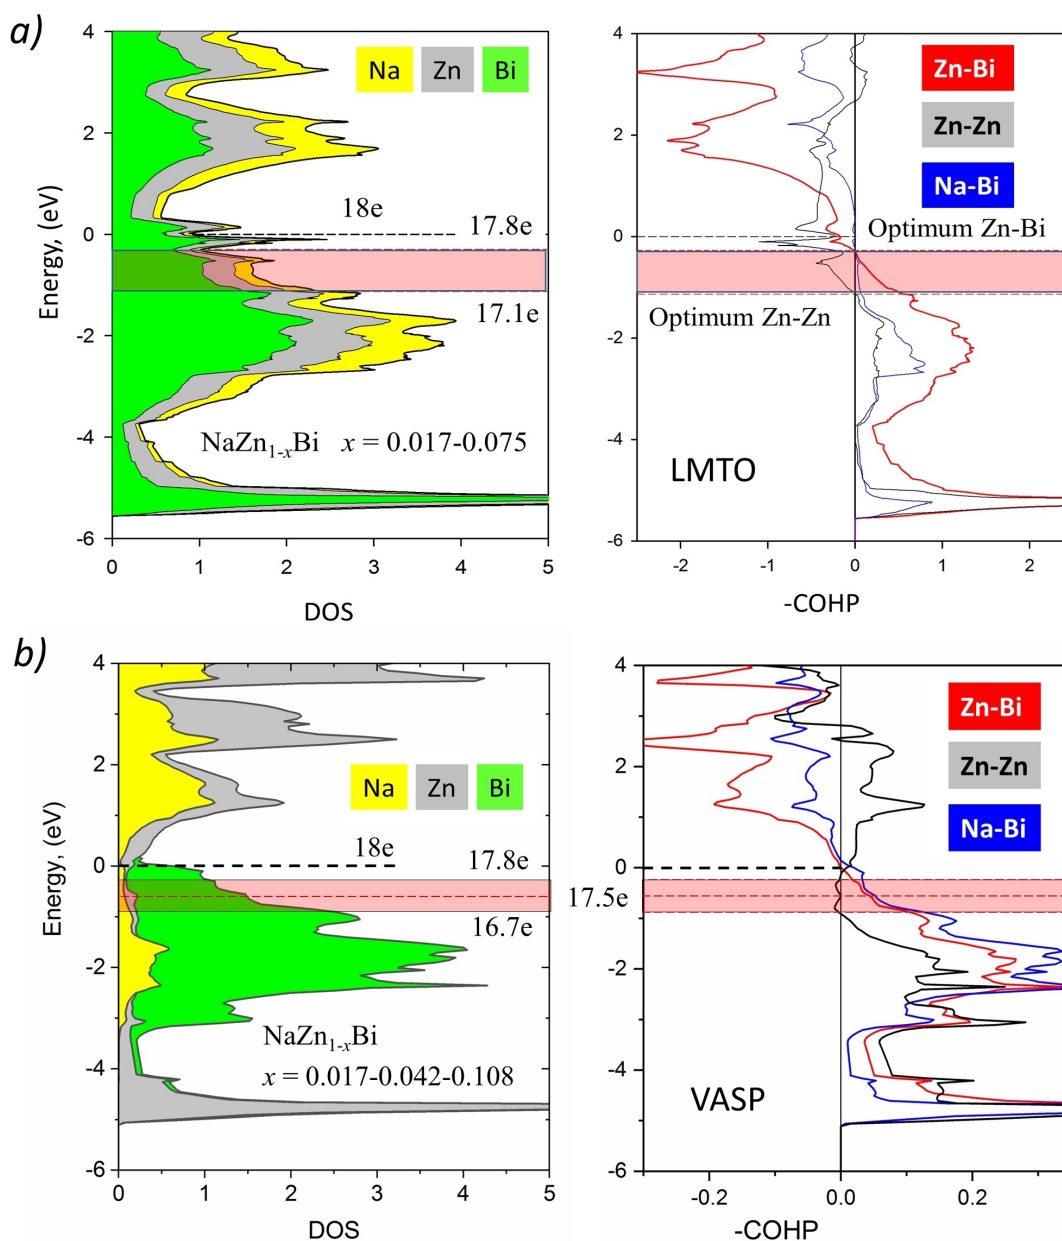 a)
4
2
0
-2
-4
-6
Energy, (eV)
Na Zn Bi
18e
17.8e
17.1e
NaZn1-xBi x = 0.017-0.075
0 1 2 3 4 5
DOS
4
2
0
-2
-4
-6
Zn-Bi
Zn-Zn
Na-Bi
Optimum Zn-Bi
Optimum Zn-Zn
LMTO
-2 -1 0 1 2
-COHP
b)
4
2
0
-2
-4
-6
Energy, (eV)
Na Zn Bi
18e
17.8e
16.7e
NaZn1-xBi
x = 0.017-0.042-0.108
0 1 2 3 4 5
DOS
4
2
0
-2
-4
-6
Zn-Bi
Zn-Zn
Na-Bi
17.5e
VASP
-0.2 0.0 0.2
-COHP